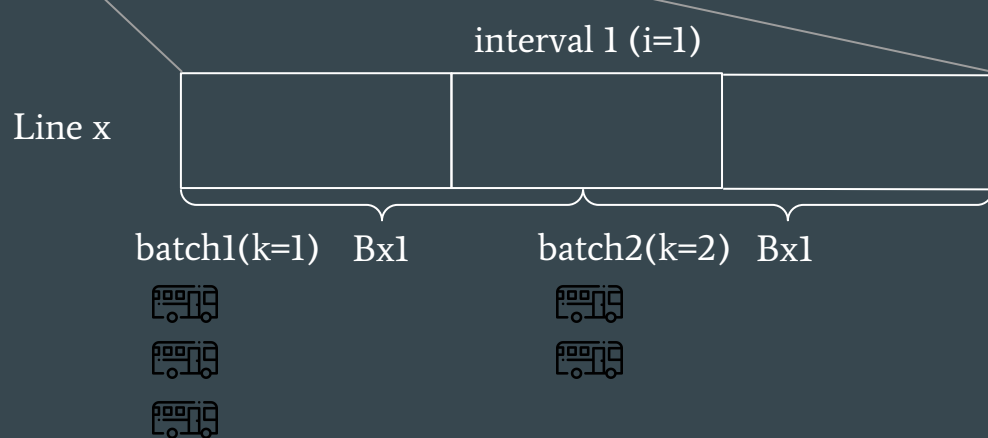 interval 1 (i=1)
Line x
batch1(k=1) Bx1 batch2(k=2) Bx1